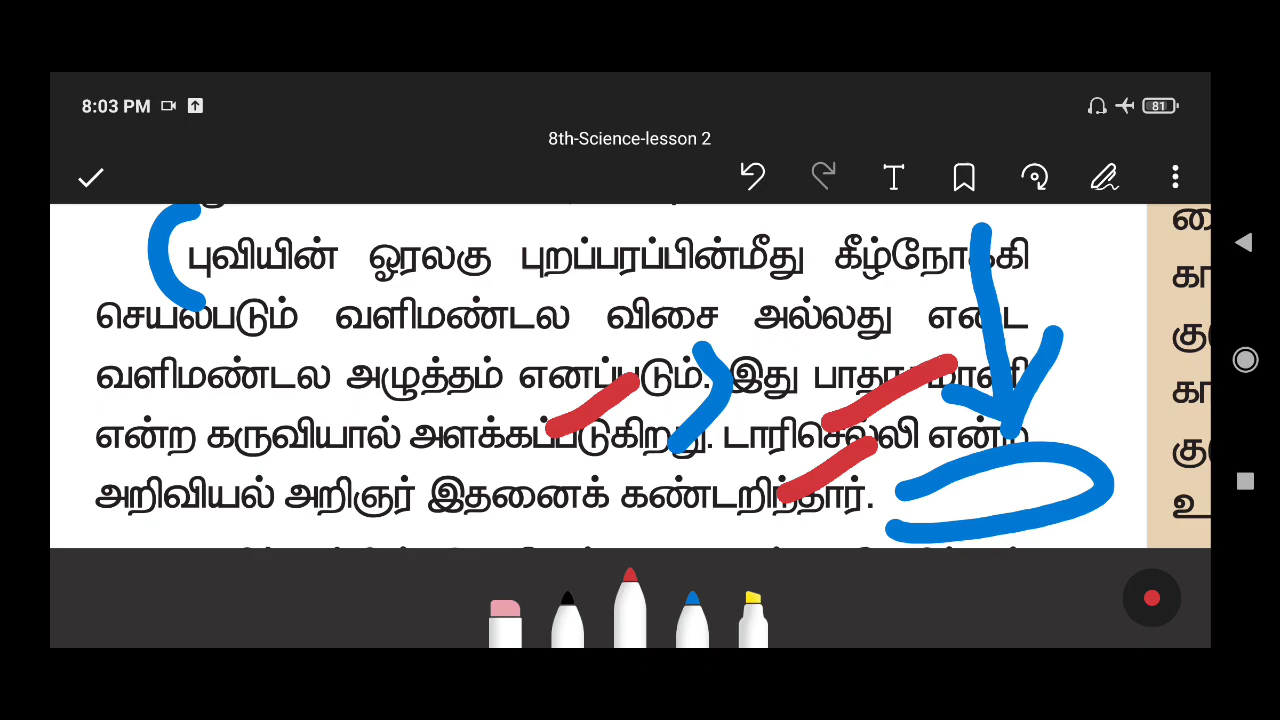 8:03 PM
81
8th-Science-lesson 2
புவியின் ஓரலகு புறப்பரப்பின்மீது கீழ்நோக்கி
செயல்படும் வளிமண்டல விசை அல்லது எடை
வளிமண்டல அழுத்தம் எனப்படும். இது பாதரசமானி
என்ற கருவியால் அளக்கப்படுகிறது. டாரிசெல்லி என்ற
அறிவியல் அறிஞர் இதனைக் கண்டறிந்தார்.